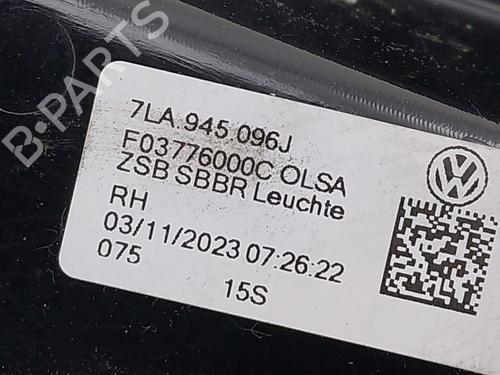 B-PARTS
7LA.945 096J
F03776000C OLSA
ZSB SBBR Leuchte
RH
03/11/2023 07:26:22
075
15S